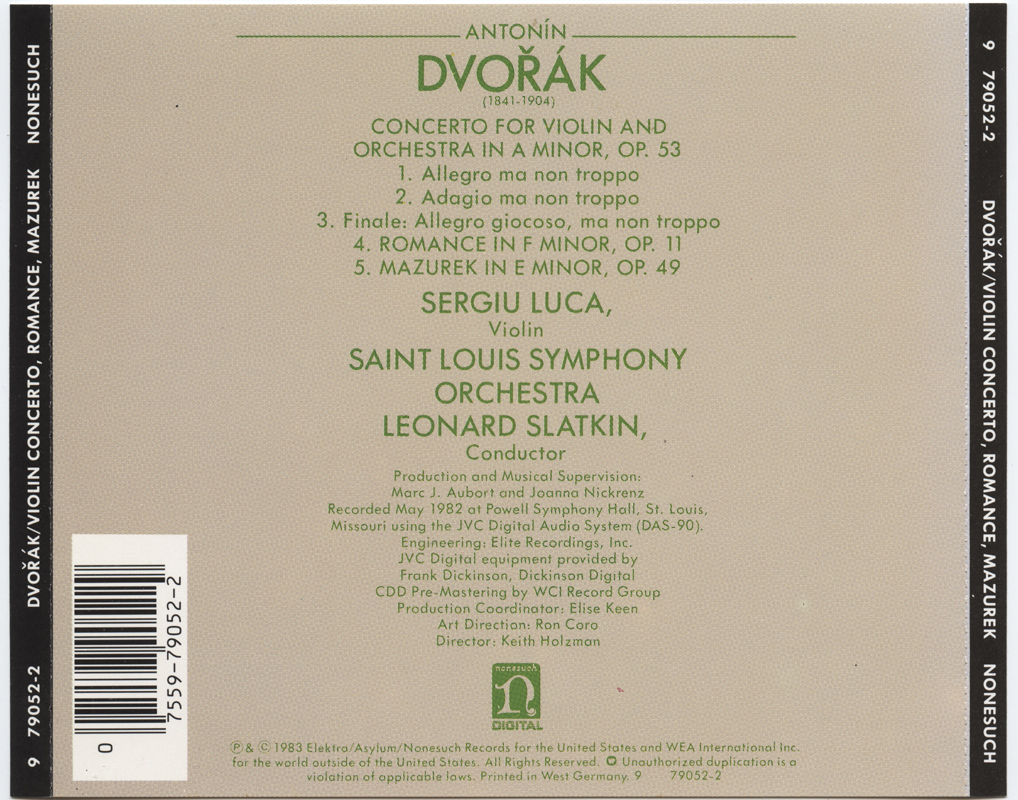 ANTONÍN
DVOŘÁK
(1841-1904)
CONCERTO FOR VIOLIN AND
ORCHESTRA IN A MINOR, OP. 53
1. Allegro ma non troppo
2. Adagio ma non troppo
3. Finale: Allegro giocoso, ma non troppo
4. ROMANCE IN F MINOR, OP. 11
5. MAZUREK IN E MINOR, OP. 49
SERGIU LUCA,
Violin
SAINT LOUIS SYMPHONY
ORCHESTRA
LEONARD SLATKIN,
Conductor
Production and Musical Supervision:
Marc J. Aubort and Joanna Nickrenz
Recorded May 1982 at Powell Symphony Hall, St. Louis,
Missouri using the JVC Digital Audio System (DAS-90).
Engineering: Elite Recordings, Inc.
JVC Digital equipment provided by
Frank Dickinson, Dickinson Digital
CDD Pre-Mastering by WCI Record Group
Production Coordinator: Elise Keen
Art Direction: Ron Coro
Director: Keith Holzman
nonesuch
n
DIGITAL
Ⓟ & © 1983 Elektra/Asylum/Nonesuch Records for the United States and WEA International Inc.
for the world outside of the United States. All Rights Reserved. Unauthorized duplication is a
violation of applicable laws. Printed in West Germany. 9 79052-2
9 79052-2 DVOŘÁK/VIOLIN CONCERTO, ROMANCE, MAZUREK NONESUCH
0 7559-79052-2
9 79052-2 DVOŘÁK/VIOLIN CONCERTO, ROMANCE, MAZUREK NONESUCH